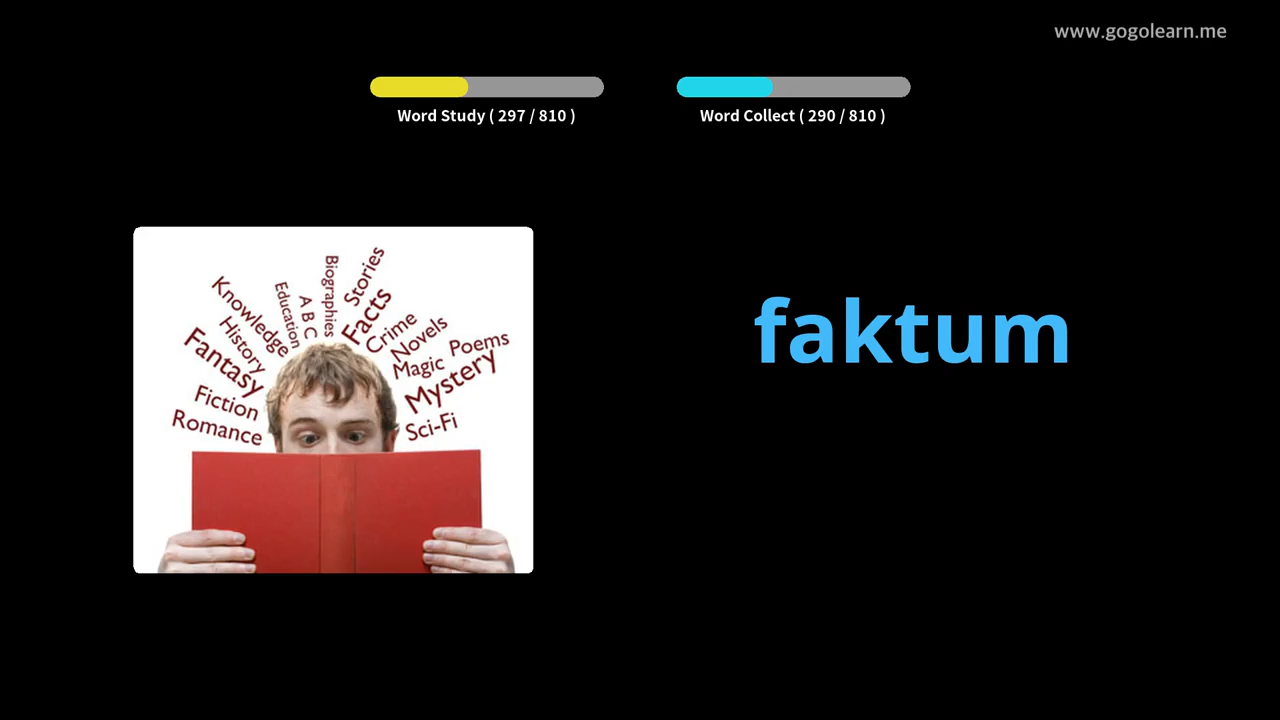 www.gogolearn.me
Word Study ( 297 / 810 )
Word Collect ( 290 / 810 )
Romance
Fiction
Fantasy
History
Knowledge
Education
A B C
Biographies
Stories
Facts
Crime
Novels
Magic
Poems
Mystery
Sci-Fi
faktum